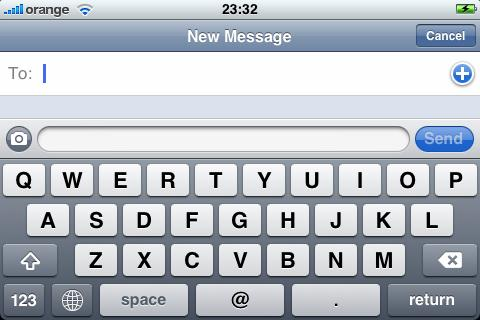 orange 23:32
New Message Cancel
To:
Send
Q W E R T Y U I O P
A S D F G H J K L
Z X C V B N M
123 space @ . return